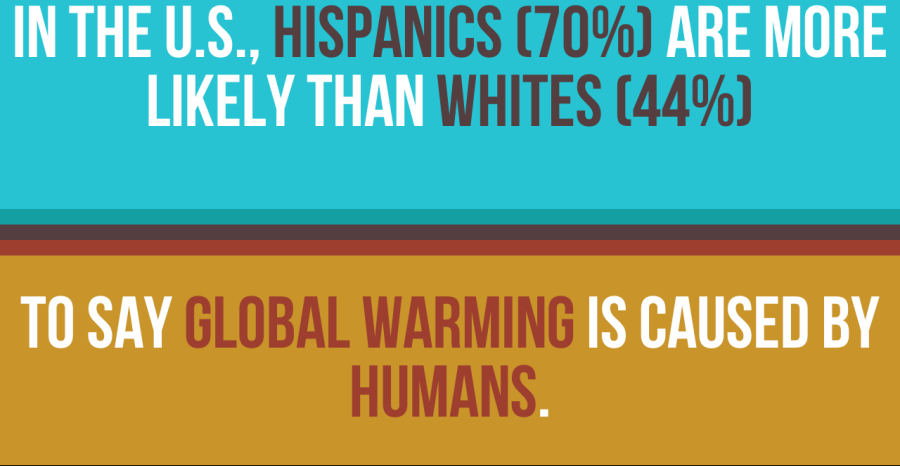 IN THE U.S., HISPANICS (70%) ARE MORE
LIKELY THAN WHITES (44%)
TO SAY GLOBAL WARMING IS CAUSED BY
HUMANS.